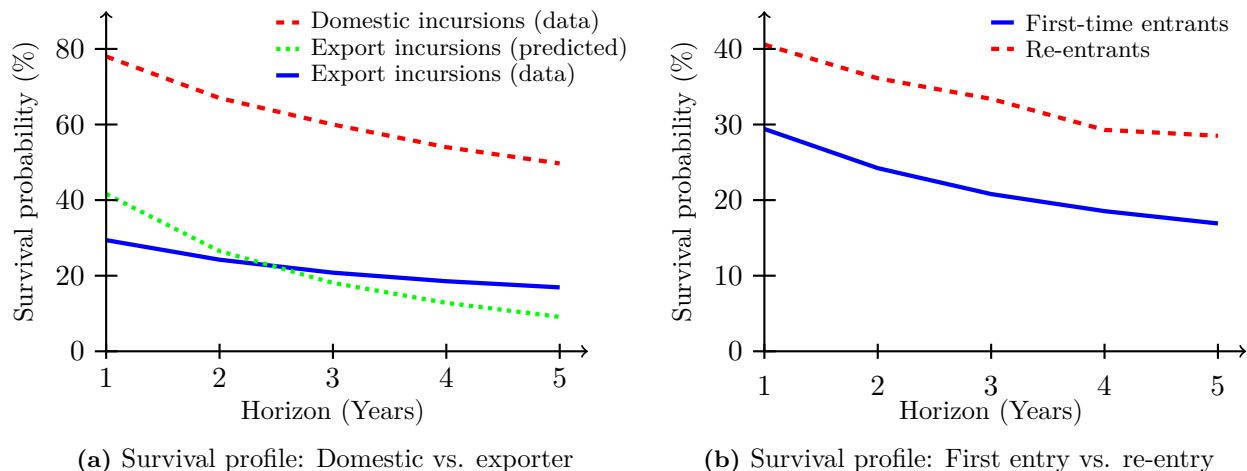 Domestic incursions (data)
Export incursions (predicted)
Export incursions (data)
Survival probability (%)
80
60
40
20
0
1 2 3 4 5
Horizon (Years)
(a) Survival profile: Domestic vs. exporter
First-time entrants
Re-entrants
Survival probability (%)
40
30
20
10
0
1 2 3 4 5
Horizon (Years)
(b) Survival profile: First entry vs. re-entry